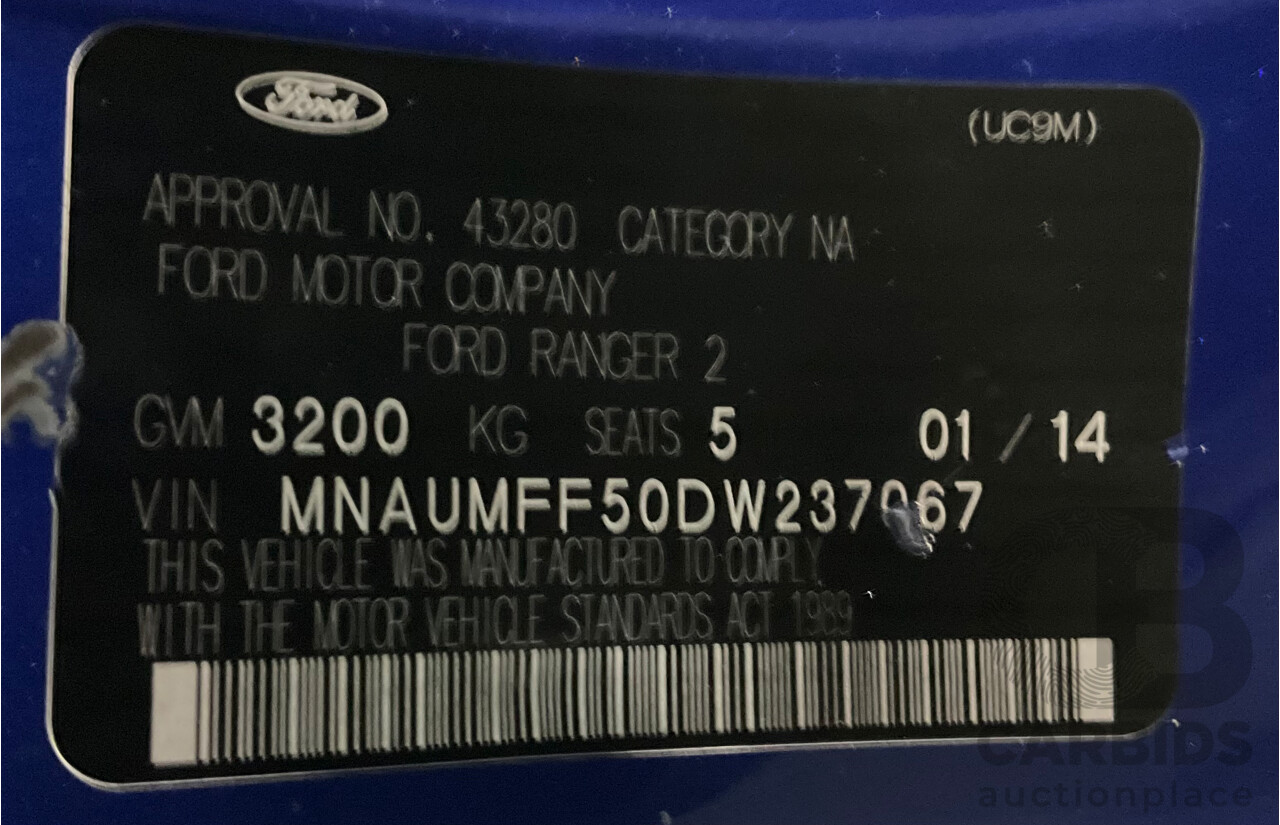 Ford
(UC9M)
APPROVAL NO. 43280 CATEGORY NA
FORD MOTOR COMPANY
FORD RANGER 2
GVM 3200 KG SEATS 5 01 / 14
VIN
THIS VEHICLE WAS MANUFACTURED TO COMPLY
WITH THE MOTOR VEHICLE STANDARDS ACT 1989
CARBIDS
auctionplace